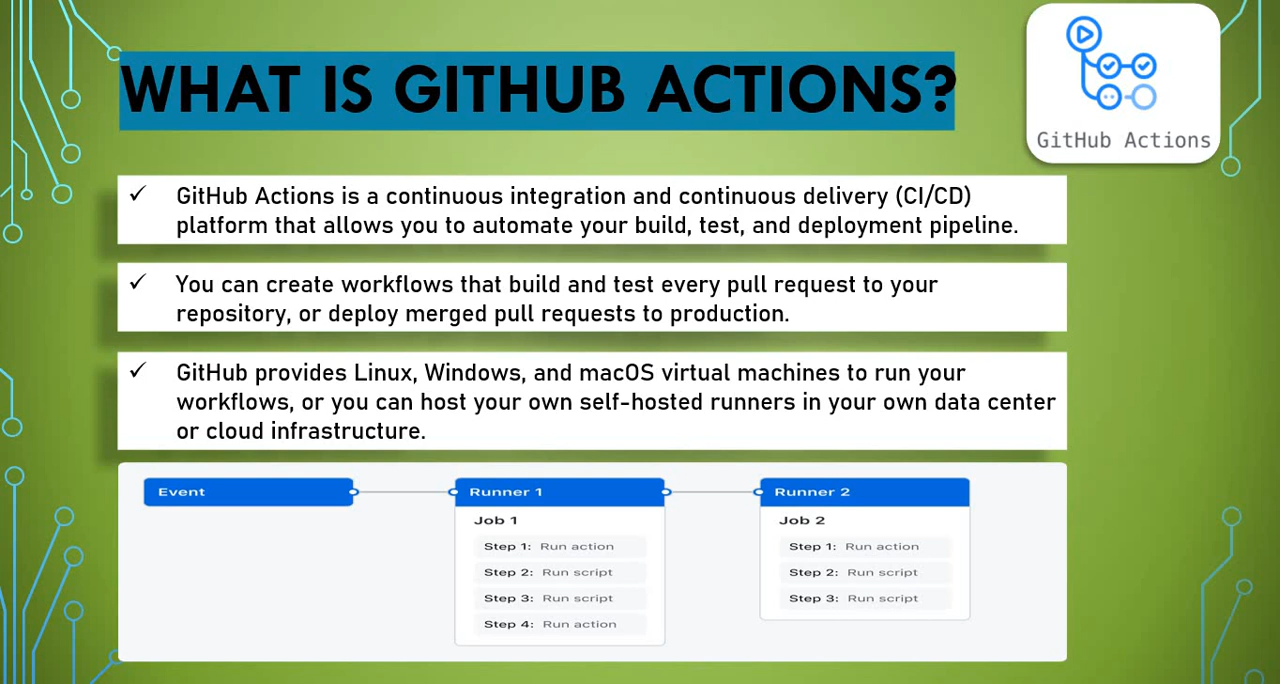 WHAT IS GITHUB ACTIONS?
GitHub Actions
✓ GitHub Actions is a continuous integration and continuous delivery (CI/CD)
platform that allows you to automate your build, test, and deployment pipeline.
✓ You can create workflows that build and test every pull request to your
repository, or deploy merged pull requests to production.
✓ GitHub provides Linux, Windows, and macOS virtual machines to run your
workflows, or you can host your own self-hosted runners in your own data center
or cloud infrastructure.
Event
Runner 1
Job 1
Step 1: Run action
Step 2: Run script
Step 3: Run script
Step 4: Run action
Runner 2
Job 2
Step 1: Run action
Step 2: Run script
Step 3: Run script